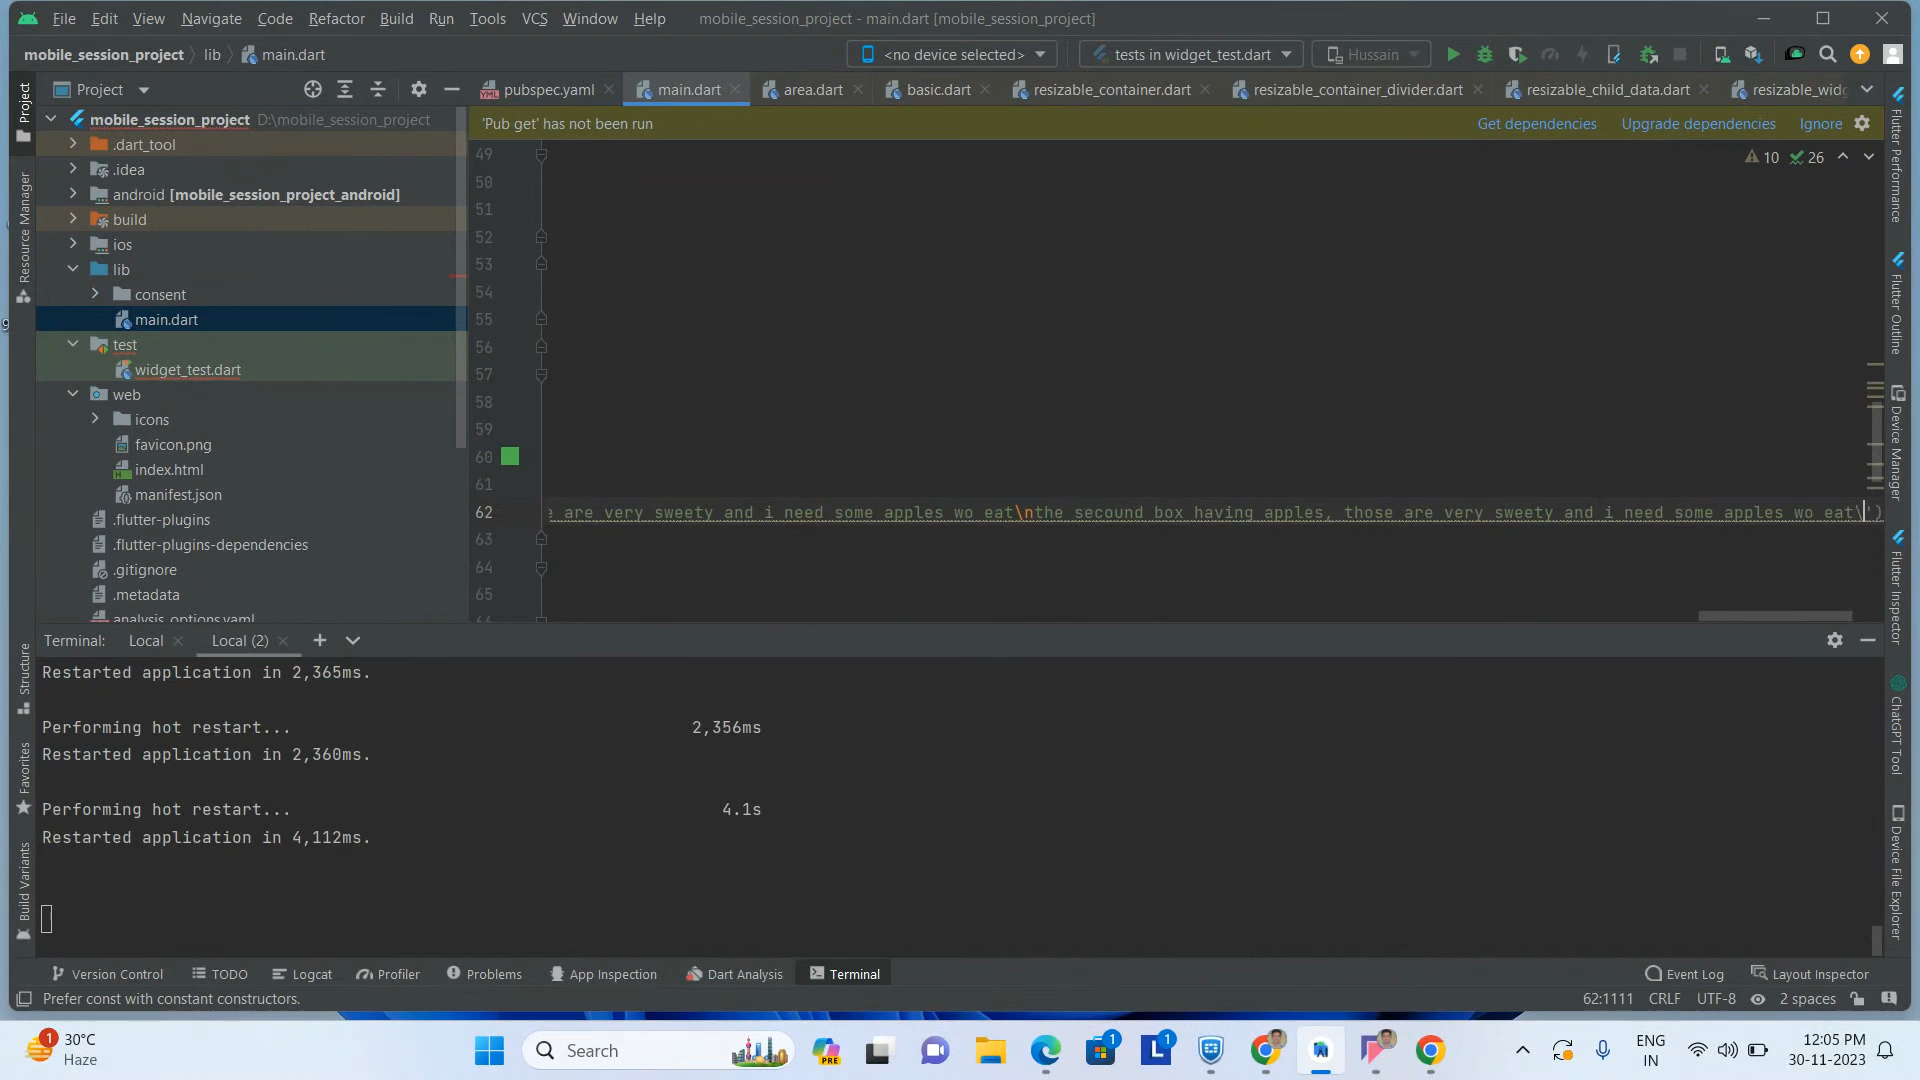 File Edit View Navigate Code Refactor Build Run Tools VCS Window Help mobile_session_project - main.dart [mobile_session_project]
mobile_session_project lib main.dart <no device selected> tests in widget_test.dart Hussain
Project pubspec.yaml main.dart area.dart basic.dart resizable_container.dart resizable_container_divider.dart resizable_child_data.dart resizable_wid
mobile_session_project D:\mobile_session_project
'Pub get' has not been run Get dependencies Upgrade dependencies Ignore
.dart_tool
.idea
android [mobile_session_project_android]
build
ios
lib
consent
main.dart
test
widget_test.dart
web
icons
favicon.png
index.html
manifest.json
.flutter-plugins
.flutter-plugins-dependencies
.gitignore
.metadata
analysis_options.yaml
10 26
49
50
51
52
53
54
55
56
57
58
59
60
61
62 e are very sweety and i need some apples wo eat\nthe secound box having apples, those are very sweety and i need some apples wo eat\')
63
64
65
66
Project
Resource Manager
Structure
Favorites
Build Variants
Flutter Performance
Flutter Outline
Device Manager
Flutter Inspector
ChatGPT Tool
Device File Explorer
Terminal: Local Local (2)
Restarted application in 2,365ms.
Performing hot restart... 2,356ms
Restarted application in 2,360ms.
Performing hot restart... 4.1s
Restarted application in 4,112ms.
Version Control TODO Logcat Profiler Problems App Inspection Dart Analysis Terminal Event Log Layout Inspector
Prefer const with constant constructors. 62:1111 CRLF UTF-8 2 spaces
1 30°C
Haze
Search
PRE
1
L 1
ENG
IN
12:05 PM
30-11-2023